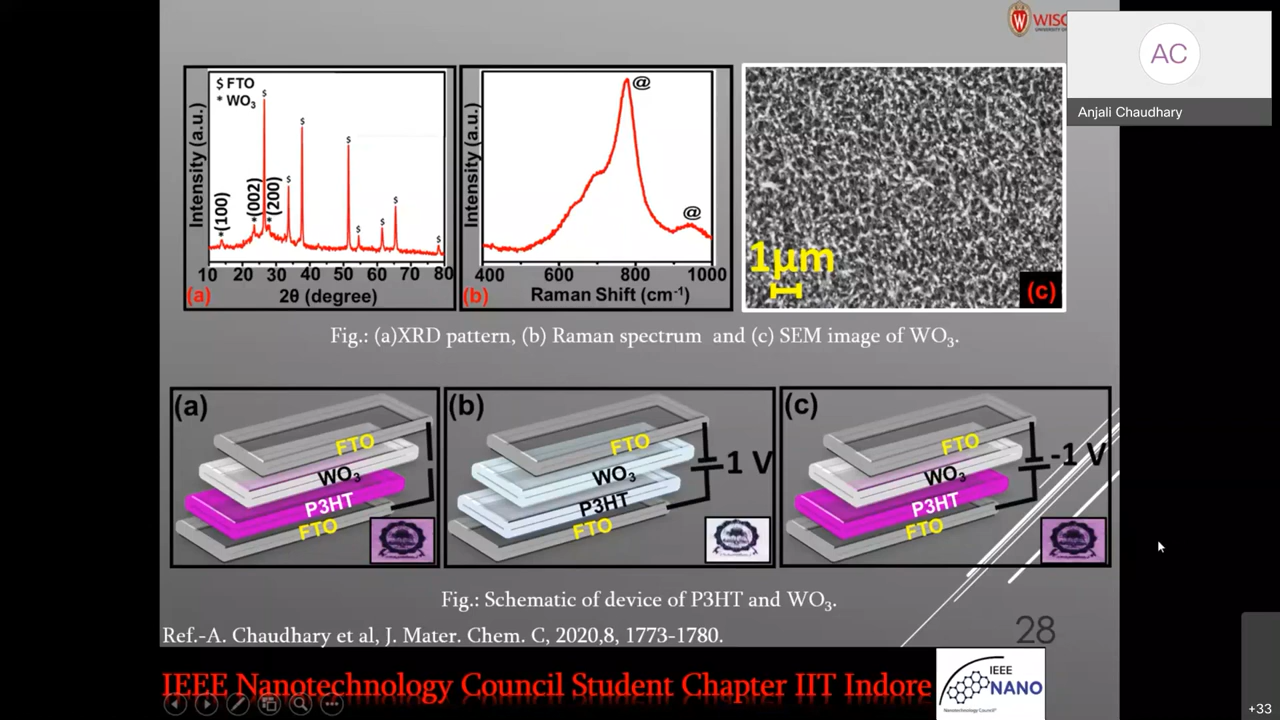 WISC
AC
Anjali Chaudhary
$ FTO
* WO₃
Intensity (a.u.)
*(100)
*(002)
*(200)
$
$
$
$
$
$
$
$
$
10 20 30 40 50 60 70 80
2θ (degree)
(a)
Intensity (a.u.)
@
@
400 600 800 1000
Raman Shift (cm⁻¹)
(b)
1µm
(c)
Fig.: (a)XRD pattern, (b) Raman spectrum and (c) SEM image of WO₃.
(a)
FTO
WO₃
P3HT
FTO
(b)
FTO
WO₃
P3HT
FTO
1 V
(c)
FTO
WO₃
P3HT
FTO
-1 V
Fig.: Schematic of device of P3HT and WO₃.
Ref.-A. Chaudhary et al, J. Mater. Chem. C, 2020,8, 1773-1780.
28
IEEE Nanotechnology Council Student Chapter IIT Indore
IEEE
NANO
Nanotechnology Council
+33